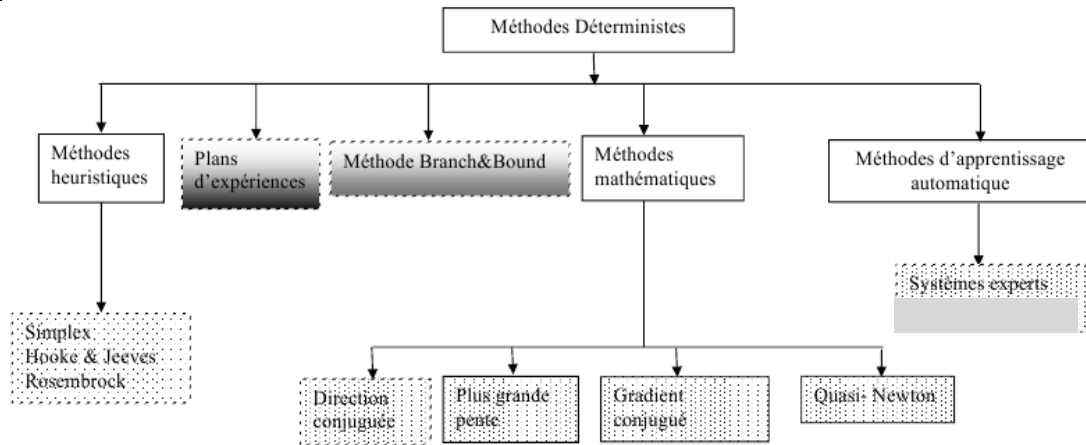 Méthodes Déterministes
Méthodes
heuristiques
Plans
d'expériences
Méthode Branch&Bound
Méthodes
mathématiques
Méthodes d'apprentissage
automatique
Systèmes experts
Simplex
Hooke & Jeeves
Rosembrock
Direction
conjuguée
Plus grande
pente
Gradient
conjugué
Quasi- Newton